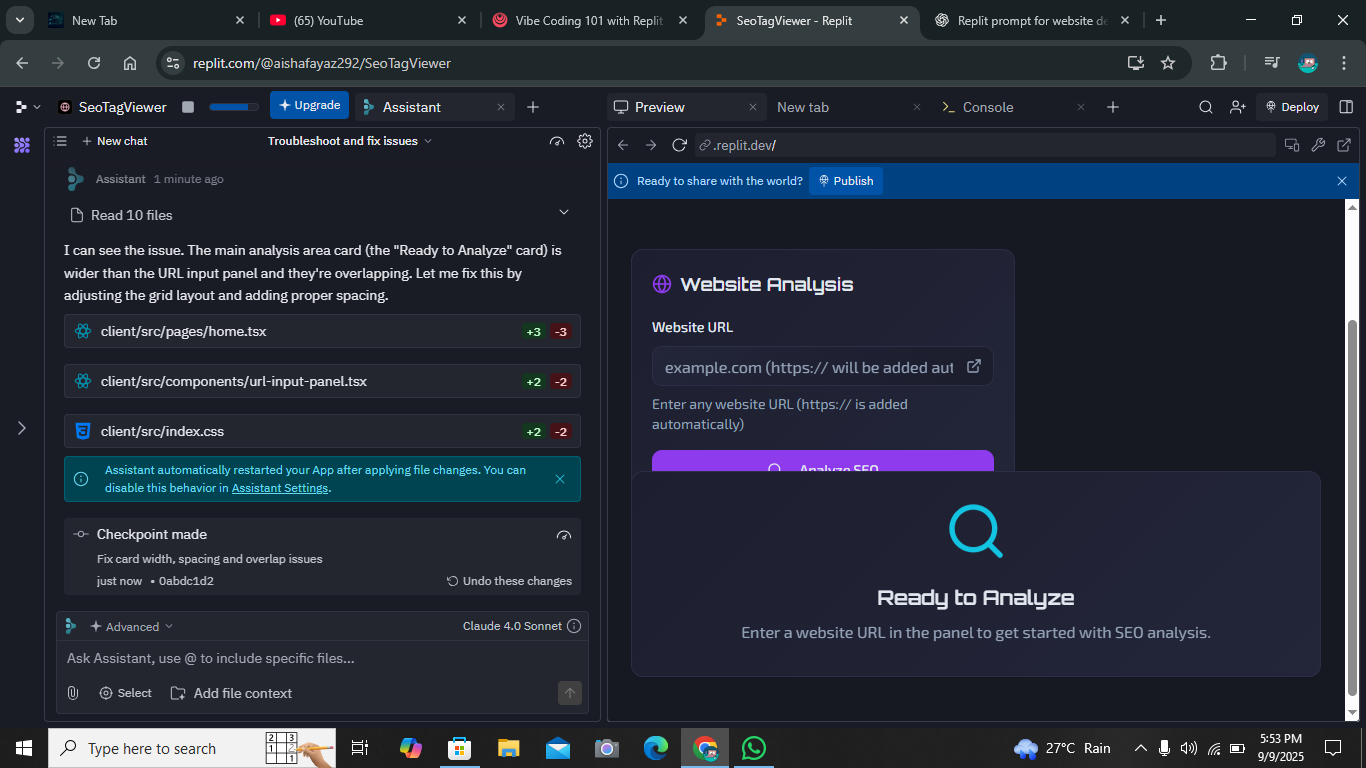 New Tab
(65) YouTube
Vibe Coding 101 with Replit
SeoTagViewer - Replit
Replit prompt for website de
replit.com/@aishafayaz292/SeoTagViewer
SeoTagViewer
Upgrade
Assistant
Preview
New tab
Console
Deploy
New chat
Troubleshoot and fix issues
.replit.dev/
Assistant 1 minute ago
Ready to share with the world?
Publish
Read 10 files
I can see the issue. The main analysis area card (the "Ready to Analyze" card) is
wider than the URL input panel and they're overlapping. Let me fix this by
adjusting the grid layout and adding proper spacing.
client/src/pages/home.tsx +3 -3
client/src/components/url-input-panel.tsx +2 -2
client/src/index.css +2 -2
Assistant automatically restarted your App after applying file changes. You can
disable this behavior in Assistant Settings.
Checkpoint made
Fix card width, spacing and overlap issues
just now • 0abdc1d2
Undo these changes
Advanced
Claude 4.0 Sonnet
Ask Assistant, use @ to include specific files...
Select
Add file context
Website Analysis
Website URL
example.com (https:// will be added aut
Enter any website URL (https:// is added
automatically)
Analyze SEO
Ready to Analyze
Enter a website URL in the panel to get started with SEO analysis.
Type here to search
27°C Rain
5:53 PM
9/9/2025